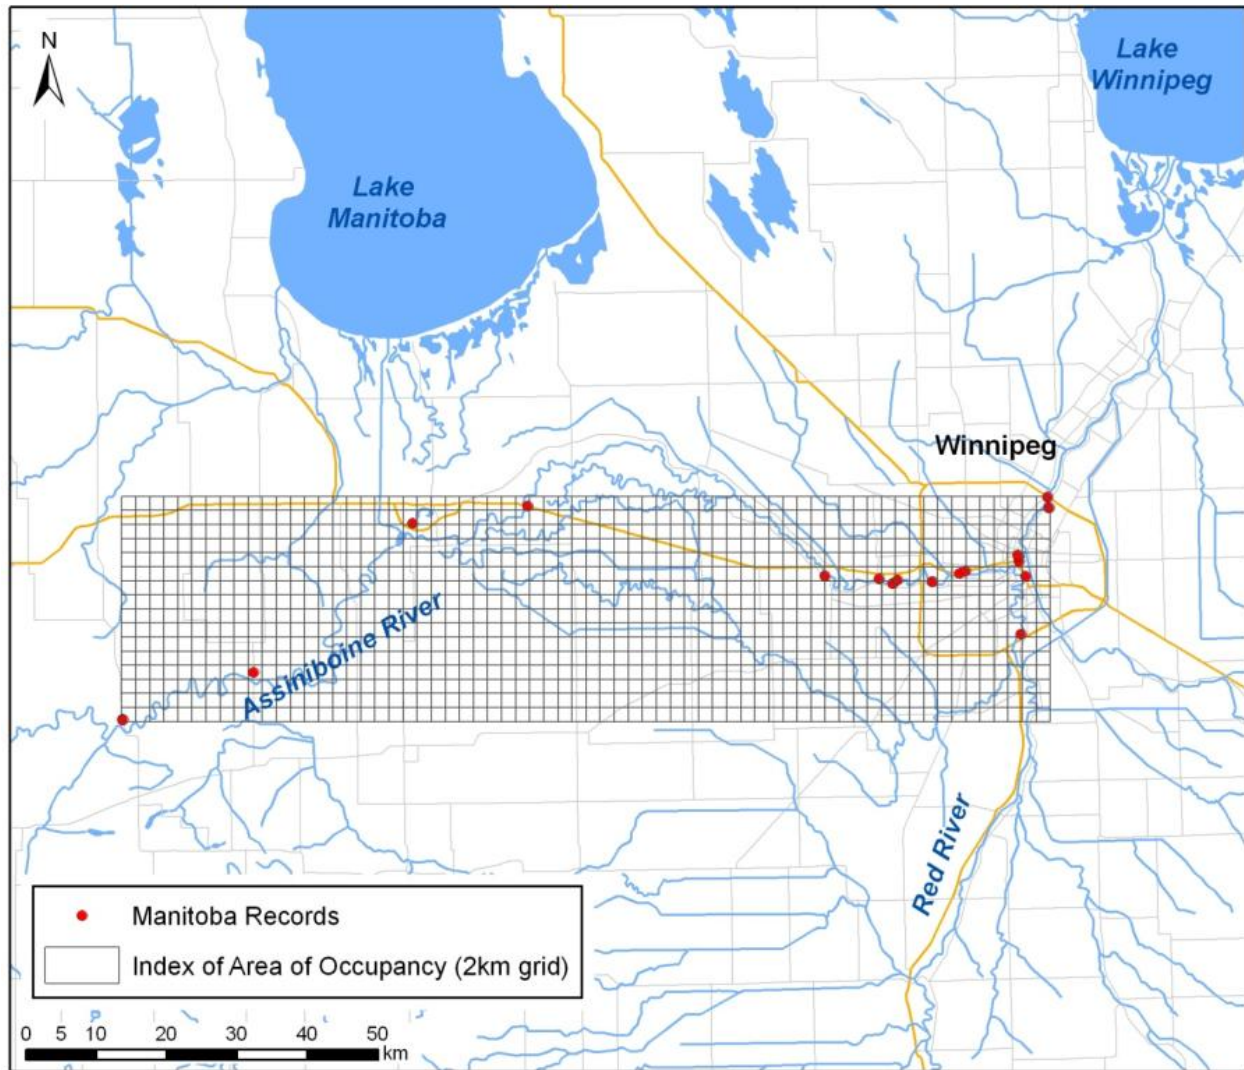 N
Lake
Winnipeg
Lake
Manitoba
Winnipeg
Assiniboine River
Red River
Manitoba Records
Index of Area of Occupancy (2km grid)
0 5 10 20 30 40 50
km